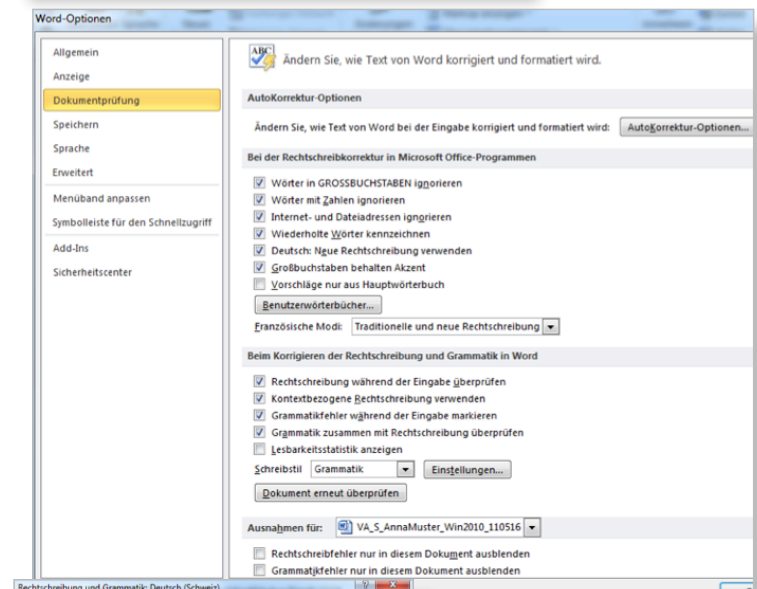 Word-Optionen
Allgemein
Anzeige
Dokumentprüfung
Speichern
Sprache
Erweitert
Menüband anpassen
Symbolleiste für den Schnellzugriff
Add-Ins
Sicherheitscenter
ABC
Ändern Sie, wie Text von Word korrigiert und formatiert wird.
AutoKorrektur-Optionen
Ändern Sie, wie Text von Word bei der Eingabe korrigiert und formatiert wird: AutoKorrektur-Optionen...
Bei der Rechtschreibkorrektur in Microsoft Office-Programmen
Wörter in GROSSBUCHSTABEN ignorieren
Wörter mit Zahlen ignorieren
Internet- und Dateiadressen ignorieren
Wiederholte Wörter kennzeichnen
Deutsch: Neue Rechtschreibung verwenden
Großbuchstaben behalten Akzent
Vorschläge nur aus Hauptwörterbuch
Benutzerwörterbücher...
Französische Modi: Traditionelle und neue Rechtschreibung
Beim Korrigieren der Rechtschreibung und Grammatik in Word
Rechtschreibung während der Eingabe überprüfen
Kontextbezogene Rechtschreibung verwenden
Grammatikfehler während der Eingabe markieren
Grammatik zusammen mit Rechtschreibung überprüfen
Lesbarkeitsstatistik anzeigen
Schreibstil Grammatik Einstellungen...
Dokument erneut überprüfen
Ausnahmen für: VA_S_AnnaMuster_Win2010_110516
Rechtschreibfehler nur in diesem Dokument ausblenden
Grammatikfehler nur in diesem Dokument ausblenden
Rechtschreibung und Grammatik: Deutsch (Schweiz)